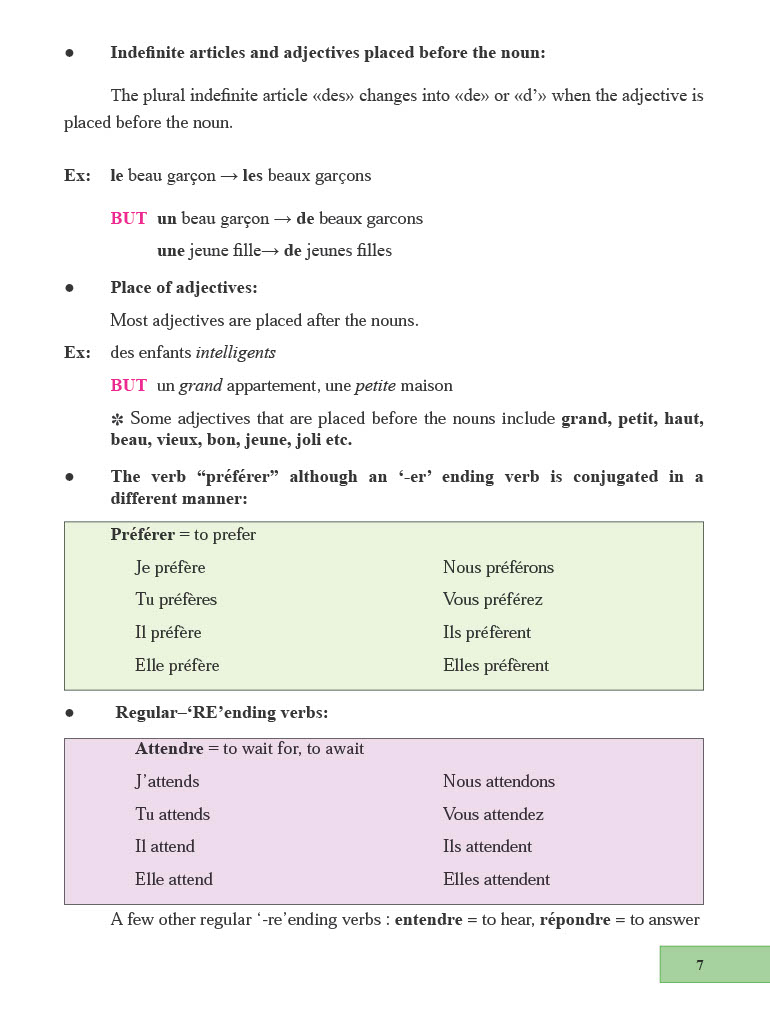 ● Indefinite articles and adjectives placed before the noun:
The plural indefinite article «des» changes into «de» or «d’» when the adjective is
placed before the noun.
Ex: le beau garçon → les beaux garçons
BUT un beau garçon → de beaux garcons
une jeune fille→ de jeunes filles
● Place of adjectives:
Most adjectives are placed after the nouns.
Ex: des enfants intelligents
BUT un grand appartement, une petite maison
✽ Some adjectives that are placed before the nouns include grand, petit, haut,
beau, vieux, bon, jeune, joli etc.
● The verb “préférer” although an ‘-er’ ending verb is conjugated in a
different manner:
Préférer = to prefer
Je préfère Nous préférons
Tu préfères Vous préférez
Il préfère Ils préfèrent
Elle préfère Elles préfèrent
● Regular–‘RE’ending verbs:
Attendre = to wait for, to await
J’attends Nous attendons
Tu attends Vous attendez
Il attend Ils attendent
Elle attend Elles attendent
A few other regular ‘-re’ending verbs : entendre = to hear, répondre = to answer
7